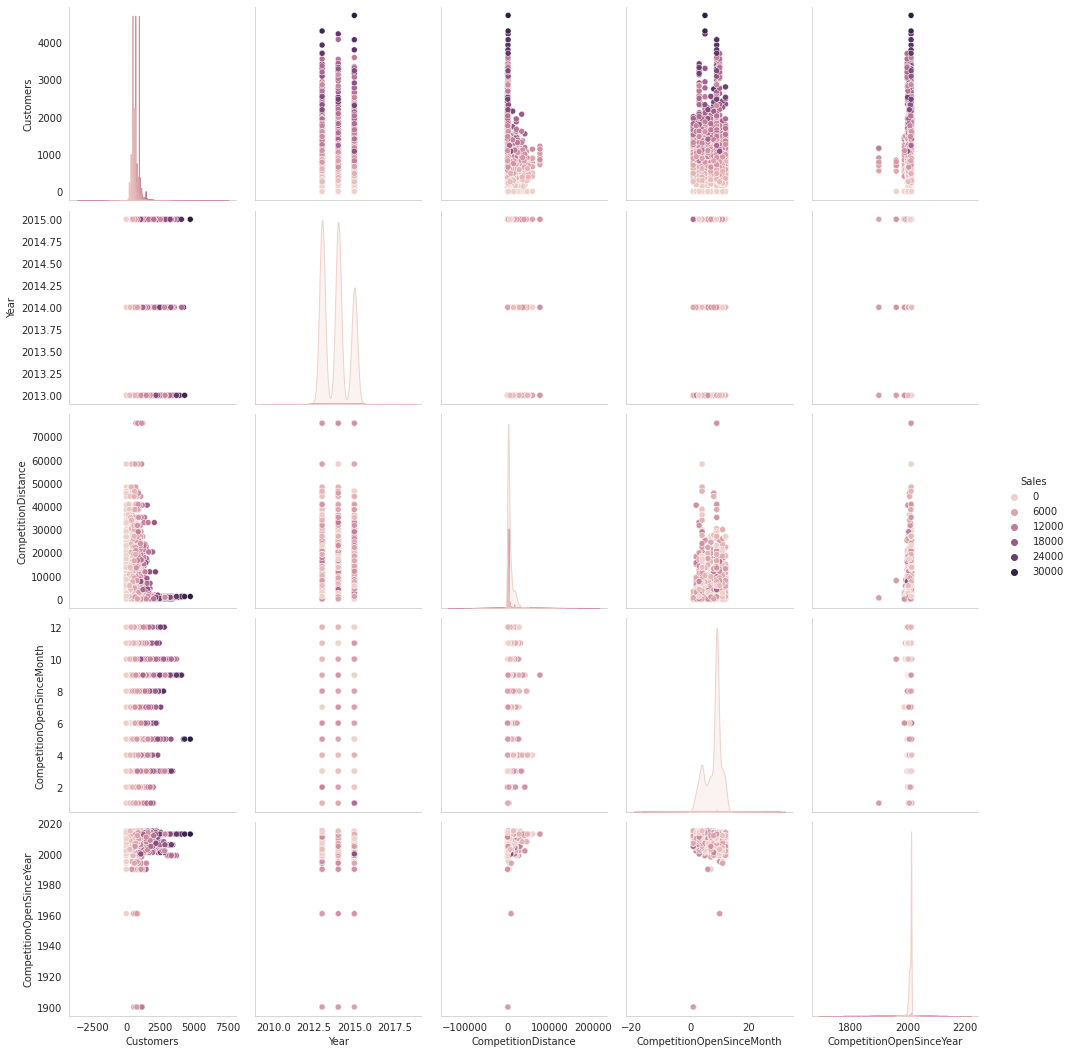 4000
3000
2000
1000
0
Customers
2015.00
2014.75
2014.50
2014.25
2014.00
2013.75
2013.50
2013.25
2013.00
Year
70000
60000
50000
40000
30000
20000
10000
0
CompetitionDistance
Sales
0
6000
12000
18000
24000
30000
12
10
8
6
4
2
CompetitionOpenSinceMonth
2020
2000
1980
1960
1940
1920
1900
CompetitionOpenSinceYear
−2500 0 2500 5000 7500
Customers
2010.0 2012.5 2015.0 2017.5
Year
−100000 0 100000 200000
CompetitionDistance
−20 0 20
CompetitionOpenSinceMonth
1800 2000 2200
CompetitionOpenSinceYear